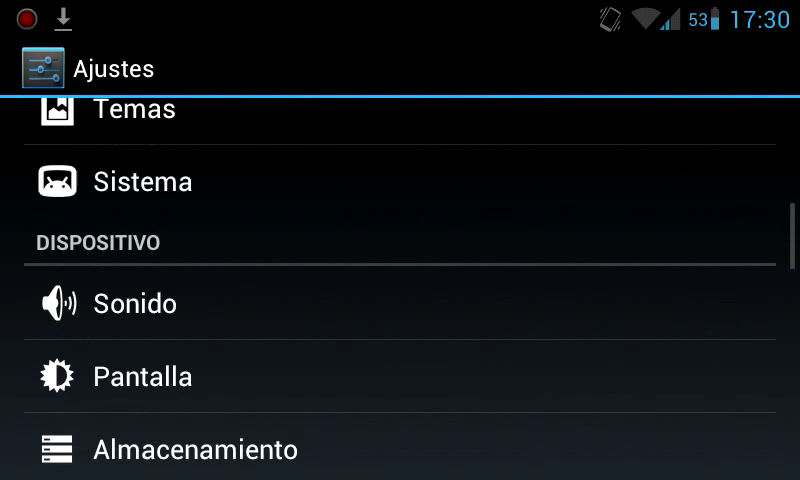 53 17:30
Ajustes
Temas
Sistema
DISPOSITIVO
Sonido
Pantalla
Almacenamiento